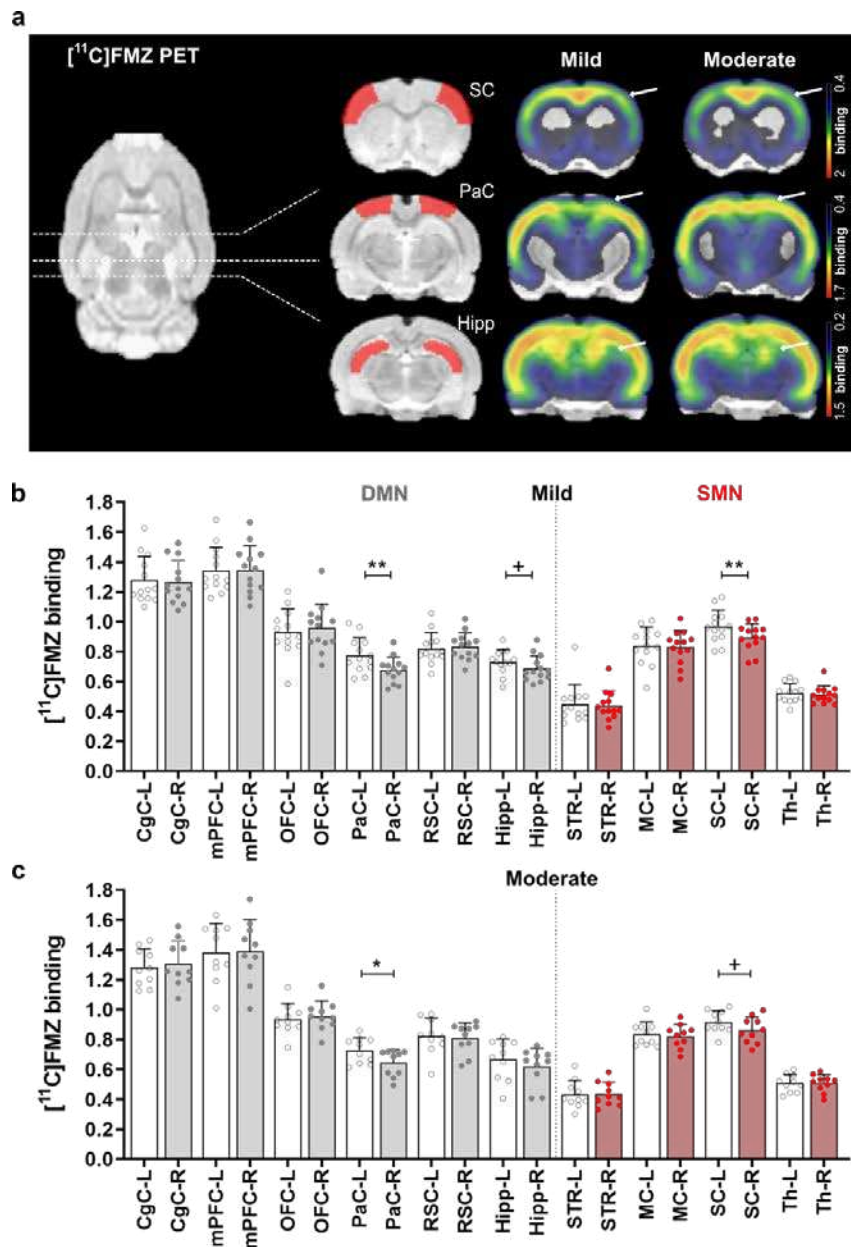 a
[¹¹C]FMZ PET
Mild
Moderate
SC
0.4
binding
2
PaC
0.4
binding
1.7
Hipp
0.2
binding
1.5
b
DMN
Mild
SMN
[¹¹C]FMZ binding
1.8
1.6
1.4
1.2
1.0
0.8
0.6
0.4
0.2
0.0
**
+
**
CgC-L
CgC-R
mPFC-L
mPFC-R
OFC-L
OFC-R
PaC-L
PaC-R
RSC-L
RSC-R
Hipp-L
Hipp-R
STR-L
STR-R
MC-L
MC-R
SC-L
SC-R
Th-L
Th-R
c
Moderate
[¹¹C]FMZ binding
1.8
1.6
1.4
1.2
1.0
0.8
0.6
0.4
0.2
0.0
*
+
CgC-L
CgC-R
mPFC-L
mPFC-R
OFC-L
OFC-R
PaC-L
PaC-R
RSC-L
RSC-R
Hipp-L
Hipp-R
STR-L
STR-R
MC-L
MC-R
SC-L
SC-R
Th-L
Th-R